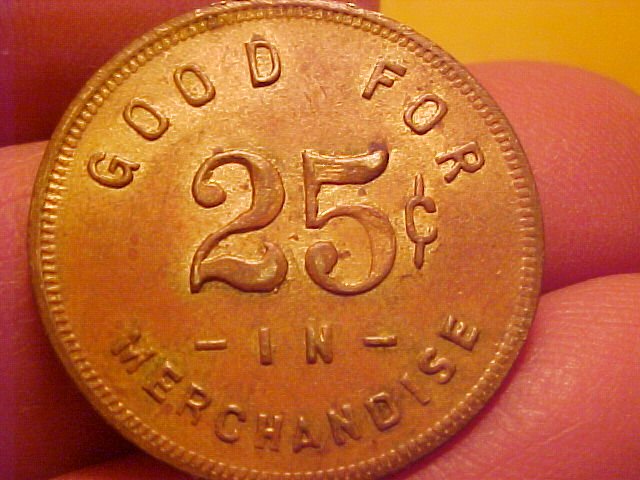 GOOD FOR
25¢
- IN -
MERCHANDISE